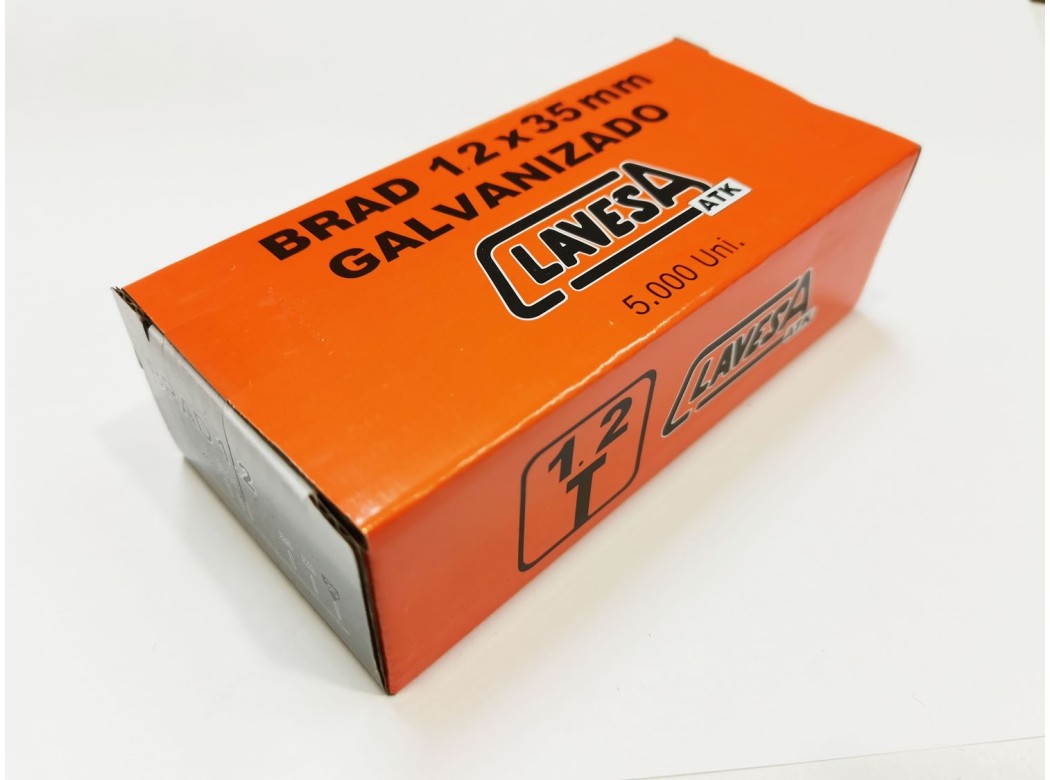 BRAD 1.2 x 35 mm
GALVANIZADO
CLAVESA
ATK
5.000 Uni.
1.2
T
CLAVESA
ATK